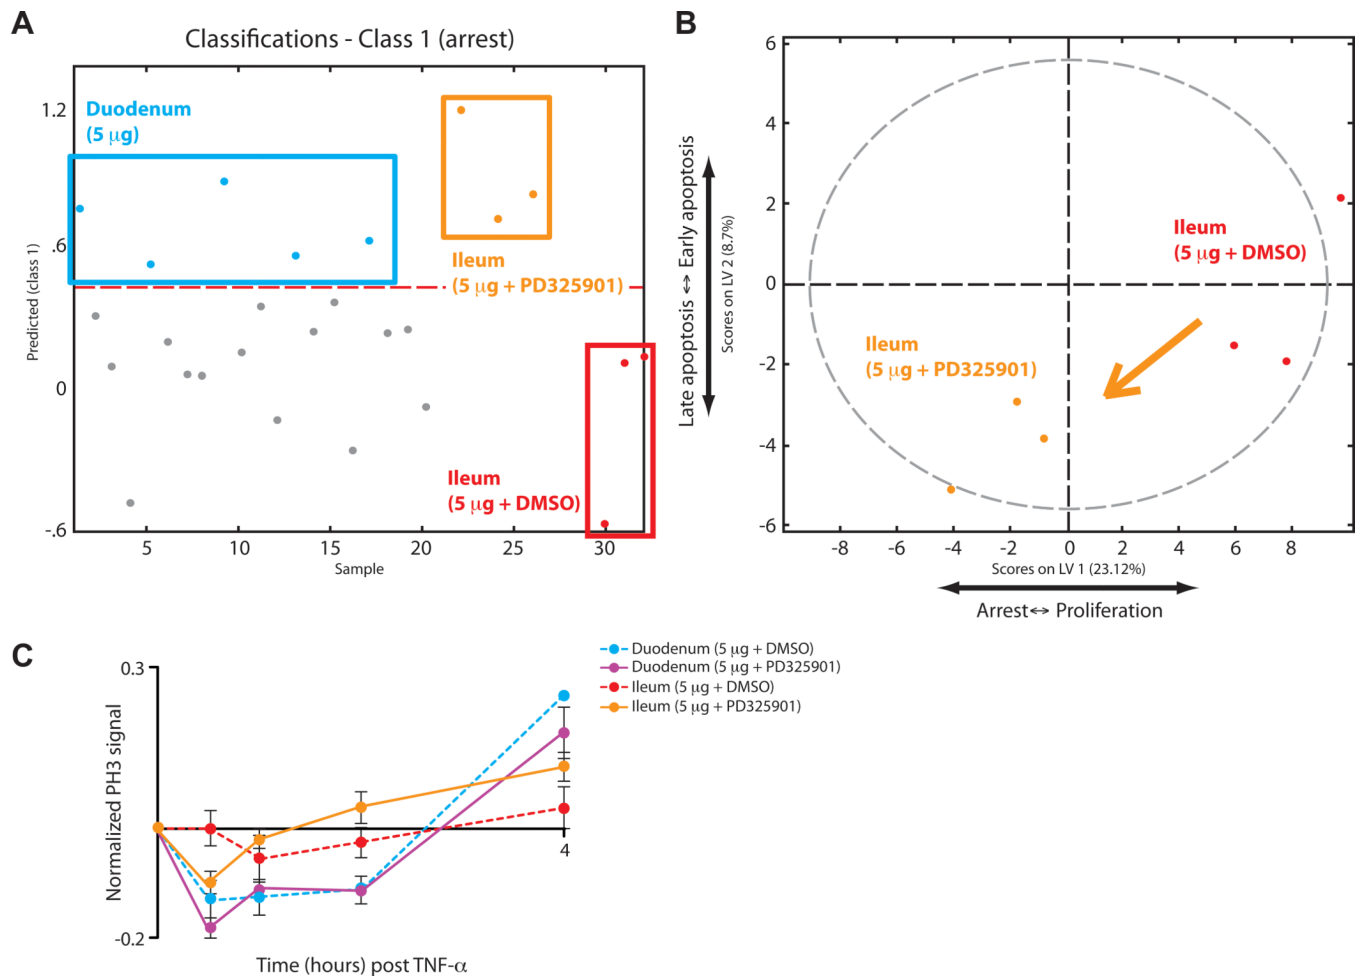 A
Classifications - Class 1 (arrest)
Predicted (class 1)
1.2
.6
0
-.6
Duodenum
(5 μg)
Ileum
(5 μg + PD325901)
Ileum
(5 μg + DMSO)
5
10
15
20
25
30
Sample
B
Late apoptosis ↔ Early apoptosis
Scores on LV 2 (8.7%)
6
4
2
0
-2
-4
-6
Ileum
(5 μg + DMSO)
Ileum
(5 μg + PD325901)
-8
-6
-4
-2
0
2
4
6
8
Scores on LV 1 (23.12%)
Arrest↔ Proliferation
C
Normalized PH3 signal
0.3
-0.2
4
Time (hours) post TNF-α
Duodenum (5 μg + DMSO)
Duodenum (5 μg + PD325901)
Ileum (5 μg + DMSO)
Ileum (5 μg + PD325901)